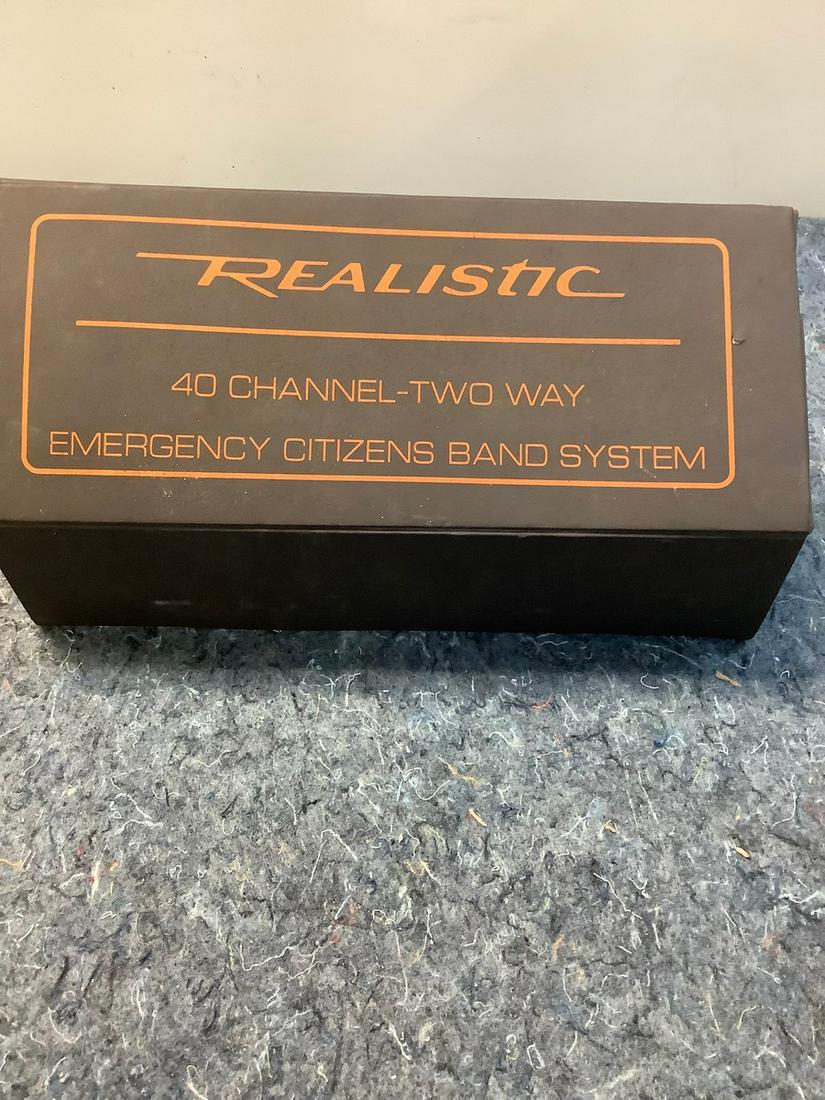 REALISTIC
40 CHANNEL-TWO WAY
EMERGENCY CITIZENS BAND SYSTEM